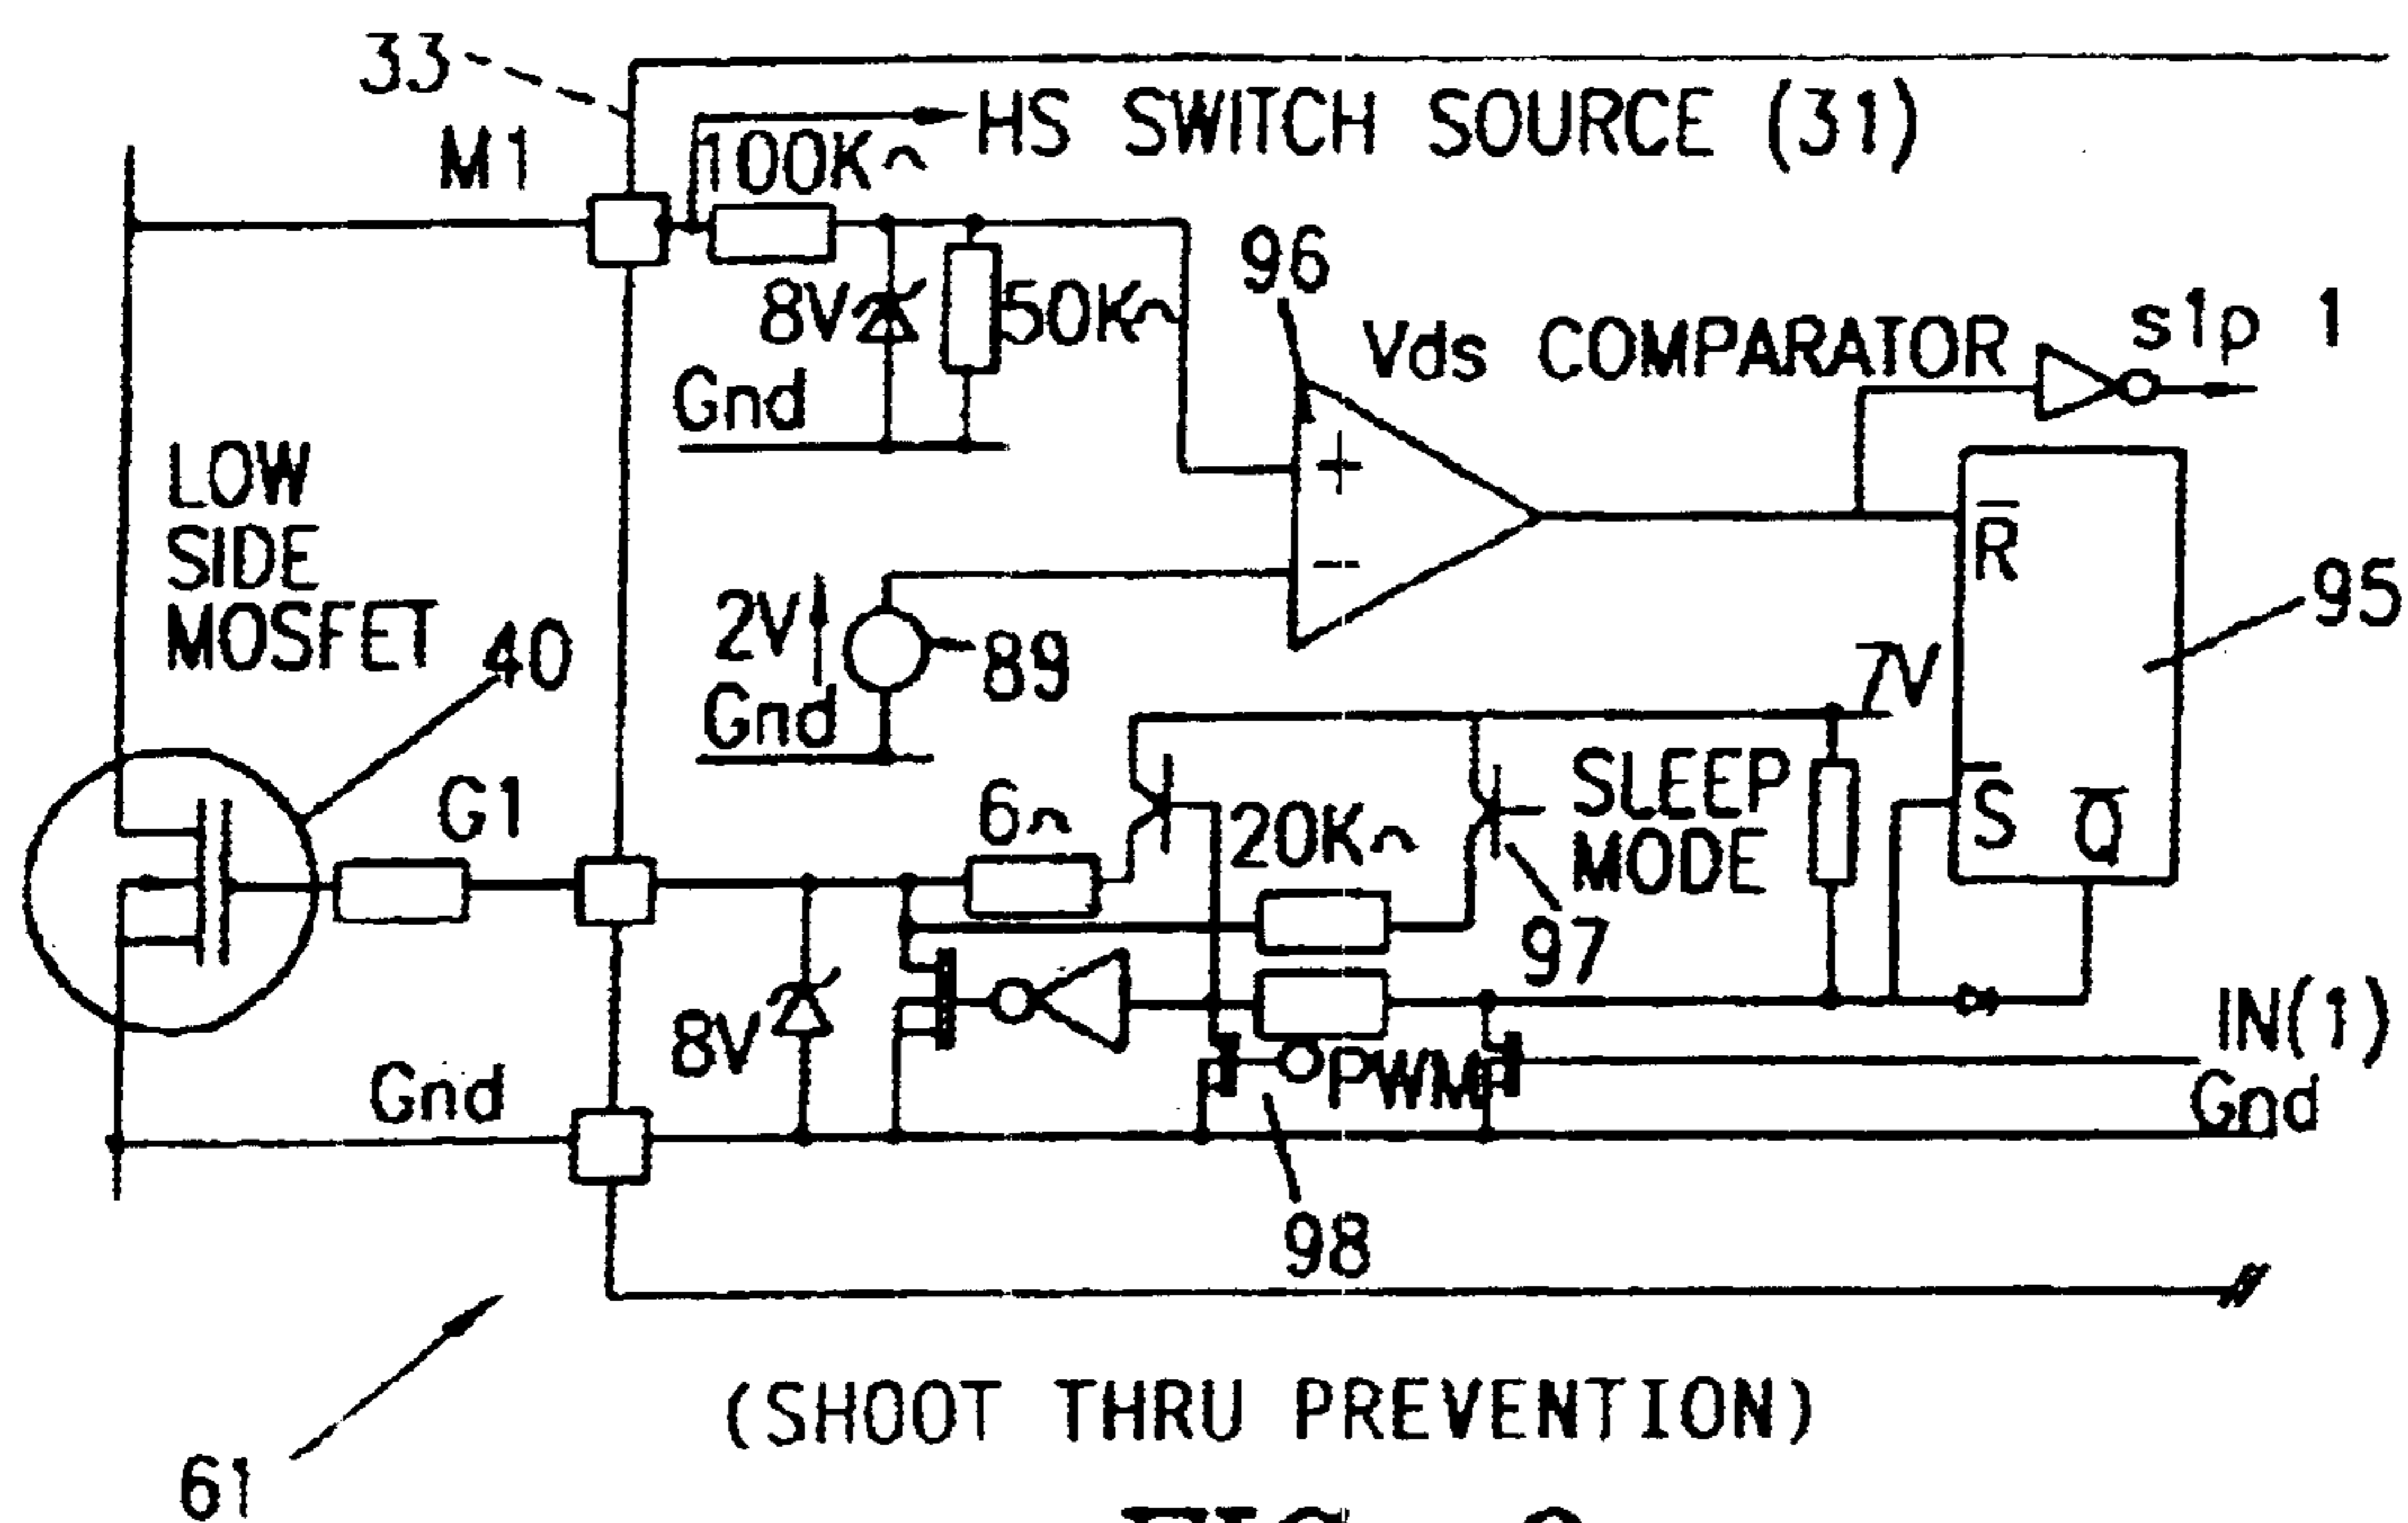 33
HS SWITCH SOURCE (31)
M1
100K
96
8V
50K
Vds COMPARATOR
s1p 1
Gnd
+
LOW
SIDE
MOSFET
R
95
2V
89
40
7V
Gnd
SLEEP
MODE
G1
6
20K
S
Q
97
8V
PWM
IN(1)
Gnd
Gnd
98
(SHOOT THRU PREVENTION)
61